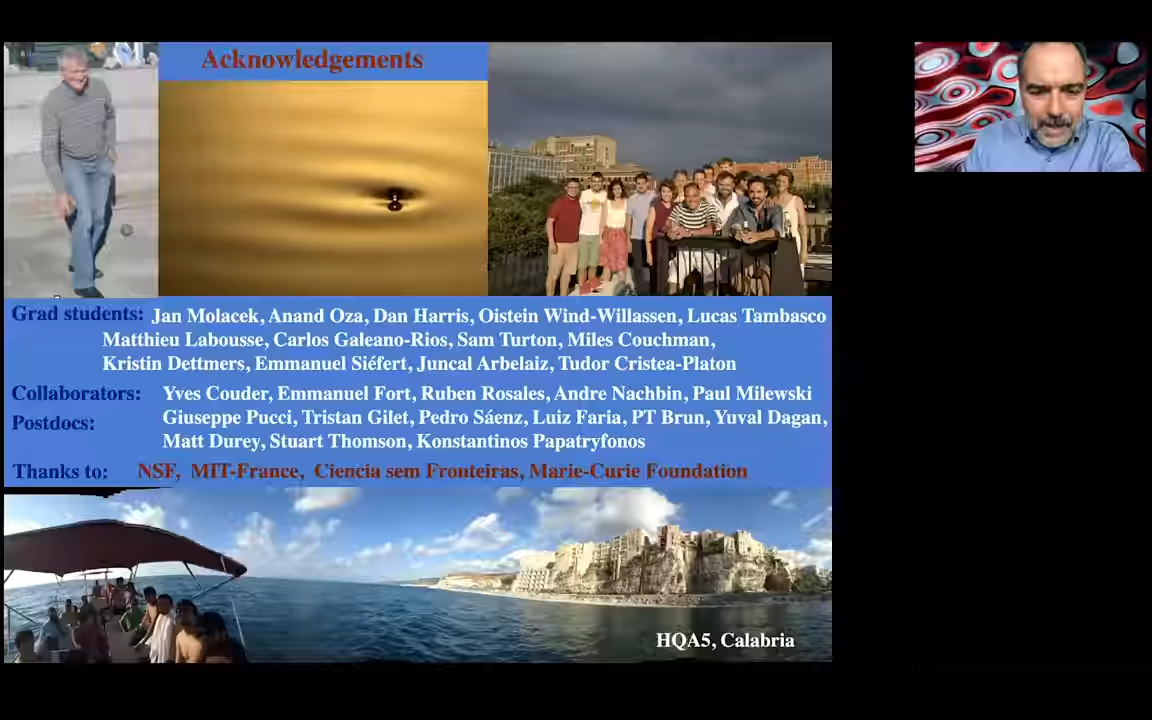 Acknowledgements
Grad students: Jan Molacek, Anand Oza, Dan Harris, Oistein Wind-Willassen, Lucas Tambasco
Matthieu Labousse, Carlos Galeano-Rios, Sam Turton, Miles Couchman,
Kristin Dettmers, Emmanuel Siéfert, Juncal Arbelaiz, Tudor Cristea-Platon
Collaborators: Yves Couder, Emmanuel Fort, Ruben Rosales, Andre Nachbin, Paul Milewski
Postdocs: Giuseppe Pucci, Tristan Gilet, Pedro Sáenz, Luiz Faria, PT Brun, Yuval Dagan,
Matt Durey, Stuart Thomson, Konstantinos Papatryfonos
Thanks to: NSF, MIT-France, Ciencia sem Fronteiras, Marie-Curie Foundation
HQA5, Calabria